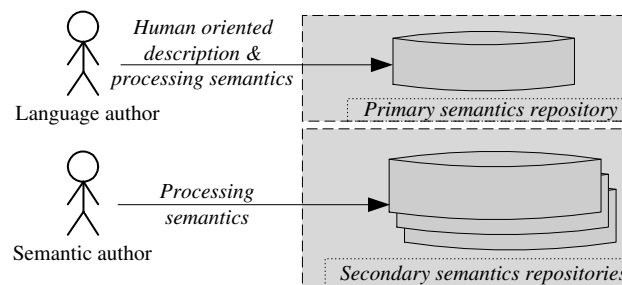 Human oriented
description &
processing semantics
Language author
Primary semantics repository
Processing
semantics
Semantic author
Secondary semantics repositories